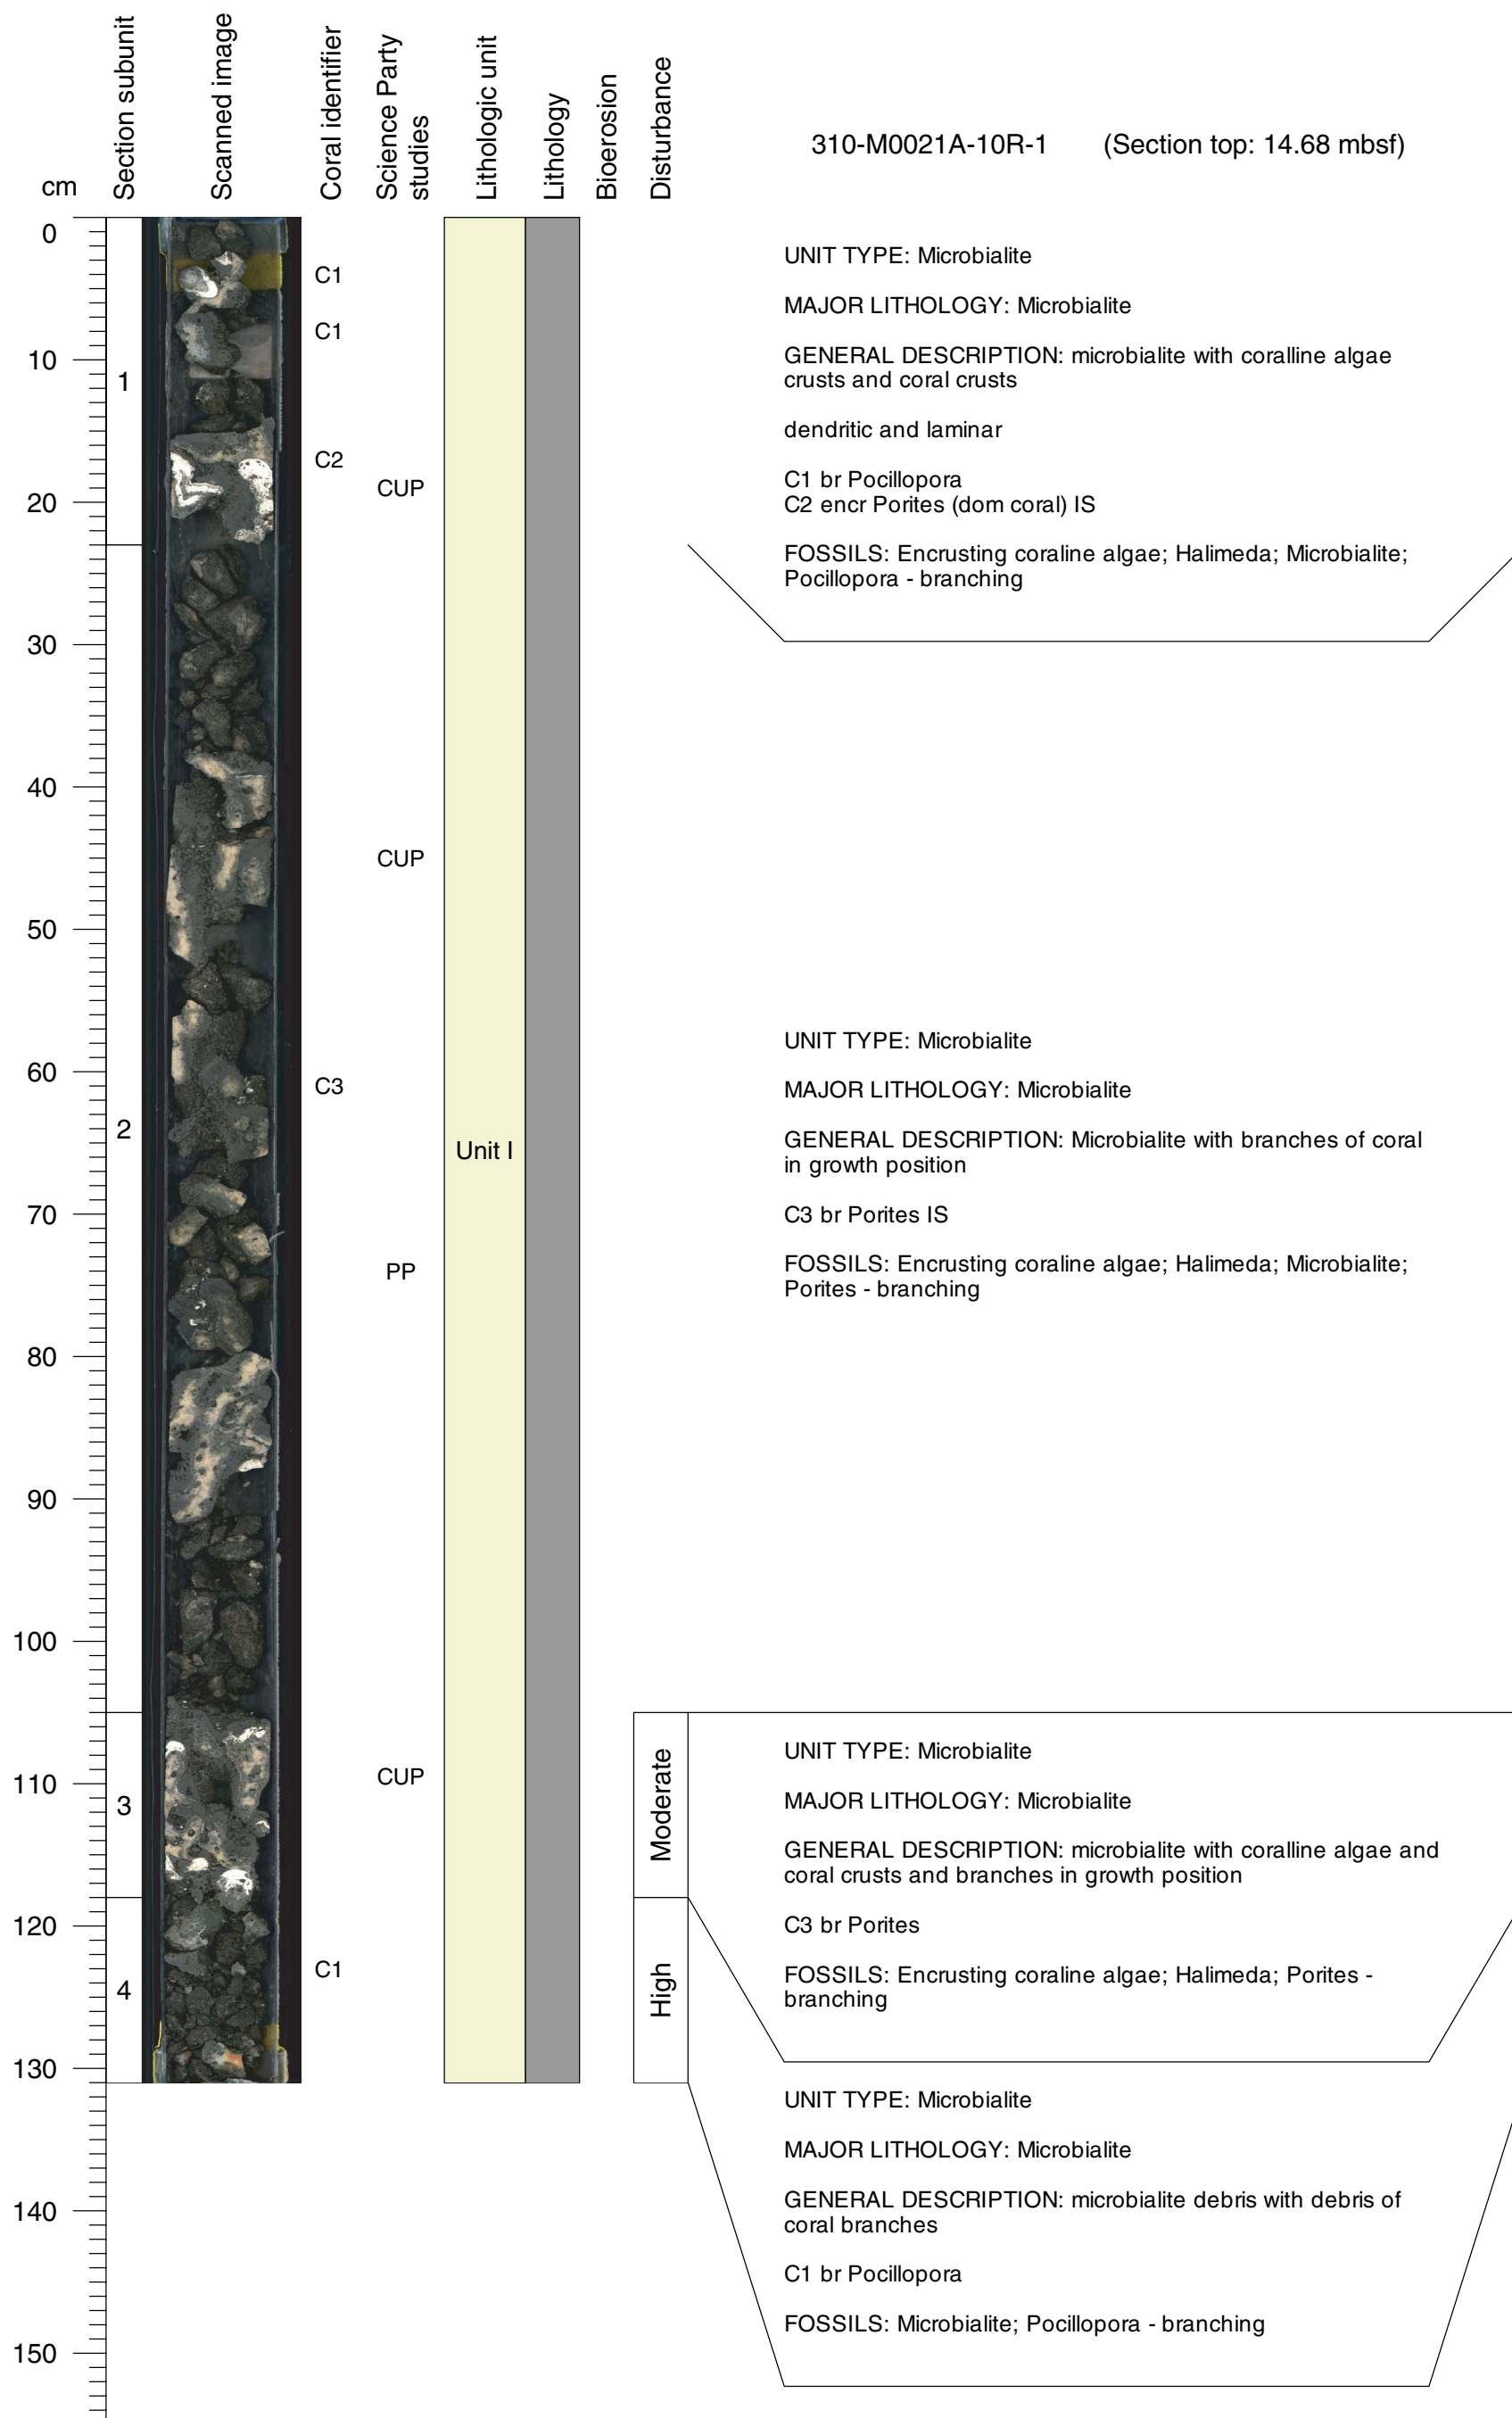 cm
Section subunit
Scanned image
Coral identifier
Science Party
studies
Lithologic unit
Lithology
Bioerosion
Disturbance
310-M0021A-10R-1 (Section top: 14.68 mbsf)
0
10
20
30
40
50
60
70
80
90
100
110
120
130
140
150
1
2
3
4
C1
C1
C2
C3
C1
CUP
CUP
PP
CUP
Unit I
Moderate
High
UNIT TYPE: Microbialite
MAJOR LITHOLOGY: Microbialite
GENERAL DESCRIPTION: microbialite with coralline algae
crusts and coral crusts
dendritic and laminar
C1 br Pocillopora
C2 encr Porites (dom coral) IS
FOSSILS: Encrusting coraline algae; Halimeda; Microbialite;
Pocillopora - branching
UNIT TYPE: Microbialite
MAJOR LITHOLOGY: Microbialite
GENERAL DESCRIPTION: Microbialite with branches of coral
in growth position
C3 br Porites IS
FOSSILS: Encrusting coraline algae; Halimeda; Microbialite;
Porites - branching
UNIT TYPE: Microbialite
MAJOR LITHOLOGY: Microbialite
GENERAL DESCRIPTION: microbialite with coralline algae and
coral crusts and branches in growth position
C3 br Porites
FOSSILS: Encrusting coraline algae; Halimeda; Porites -
branching
UNIT TYPE: Microbialite
MAJOR LITHOLOGY: Microbialite
GENERAL DESCRIPTION: microbialite debris with debris of
coral branches
C1 br Pocillopora
FOSSILS: Microbialite; Pocillopora - branching